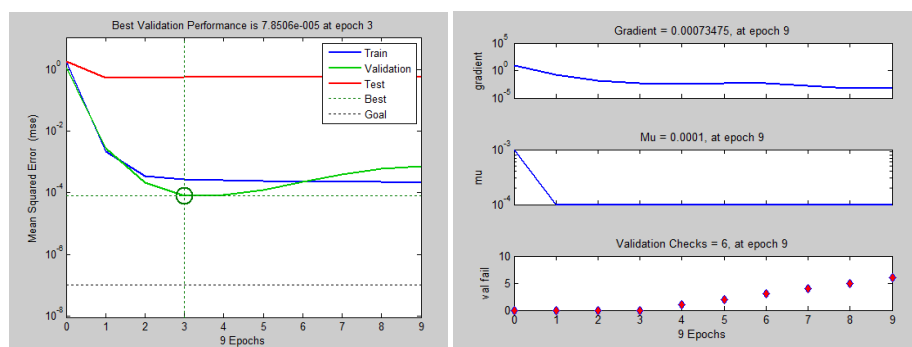 Best Validation Performance is 7.8506e-005 at epoch 3
Train
Validation
Test
Best
Goal
Mean Squared Error (mse)
10^0
10^-2
10^-4
10^-6
10^-8
0 1 2 3 4 5 6 7 8 9
9 Epochs
Gradient = 0.00073475, at epoch 9
gradient
10^5
10^0
10^-5
Mu = 0.0001, at epoch 9
mu
10^-3
10^-4
Validation Checks = 6, at epoch 9
val fail
10
5
0
0 1 2 3 4 5 6 7 8 9
9 Epochs